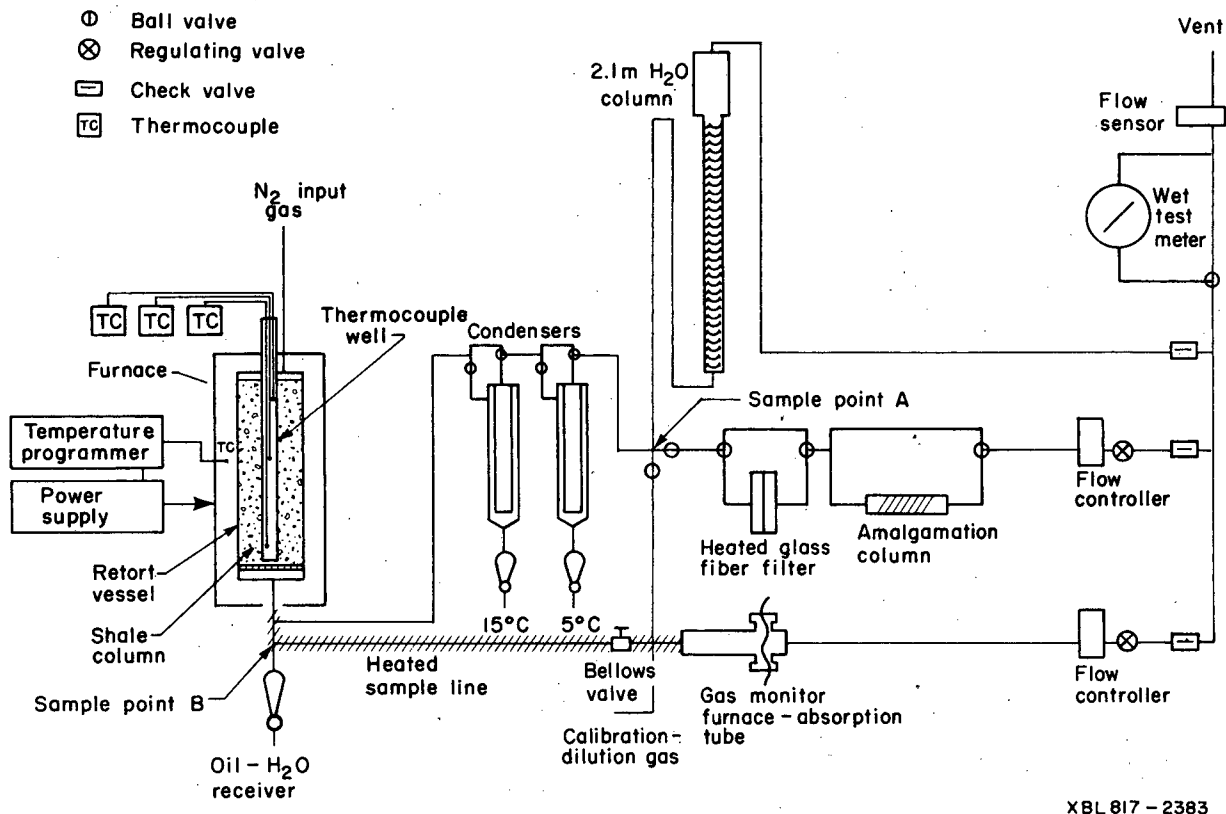 Ball valve
Regulating valve
Check valve
TC Thermocouple
N₂ input
gas
2.1m H₂O
column
Vent
Flow
sensor
Wet
test
meter
TC TC TC
Thermocouple
well
Condensers
Furnace
Temperature
programmer
TC
Power
supply
Retort
vessel
Shale
column
Sample point B
Oil-H₂O
receiver
15°C 5°C
Heated
sample line
Sample point A
Heated glass
fiber filter
Amalgamation
column
Flow
controller
Bellows
valve
Calibration-
dilution gas
Gas monitor
furnace-absorption
tube
Flow
controller
XBL 817-2383